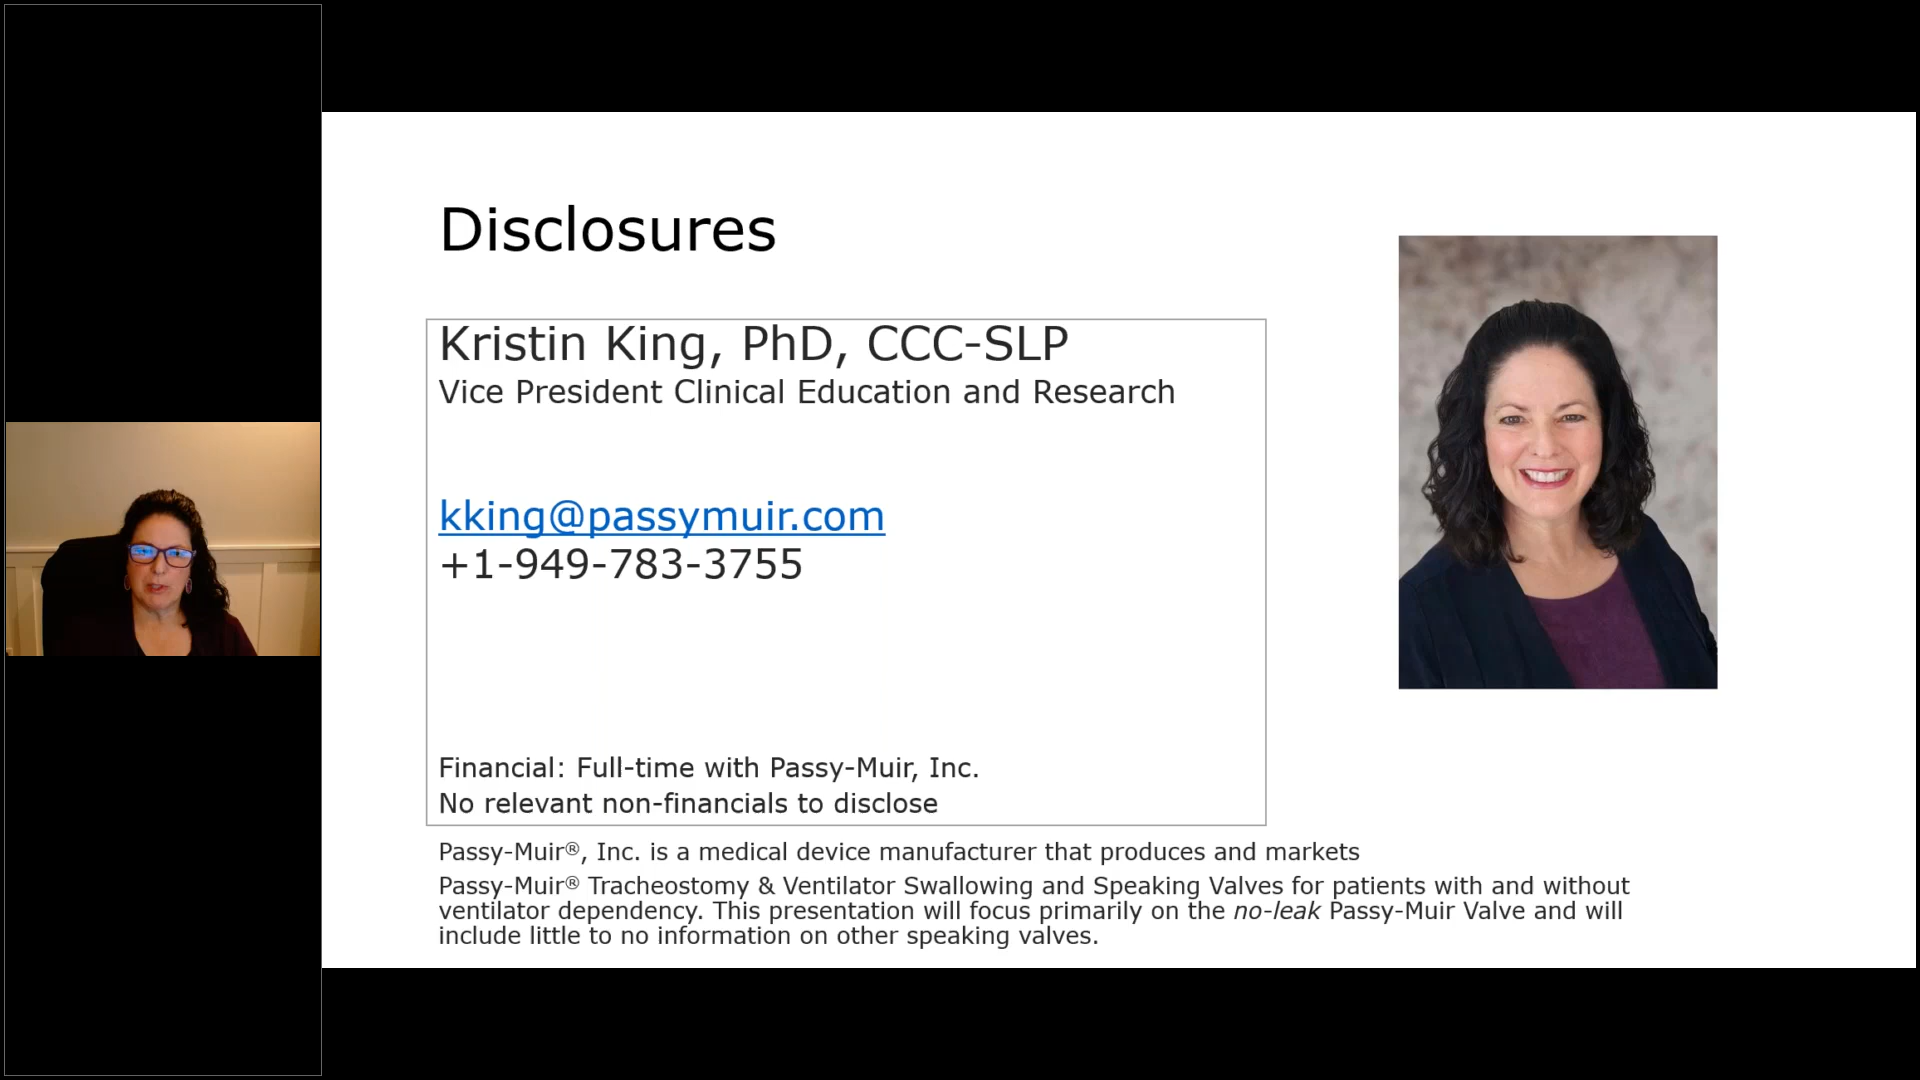 Disclosures
Kristin King, PhD, CCC-SLP
Vice President Clinical Education and Research
kking@passymuir.com
+1-949-783-3755
Financial: Full-time with Passy-Muir, Inc.
No relevant non-financials to disclose
Passy-Muir®, Inc. is a medical device manufacturer that produces and markets
Passy-Muir® Tracheostomy & Ventilator Swallowing and Speaking Valves for patients with and without
ventilator dependency. This presentation will focus primarily on the no-leak Passy-Muir Valve and will
include little to no information on other speaking valves.